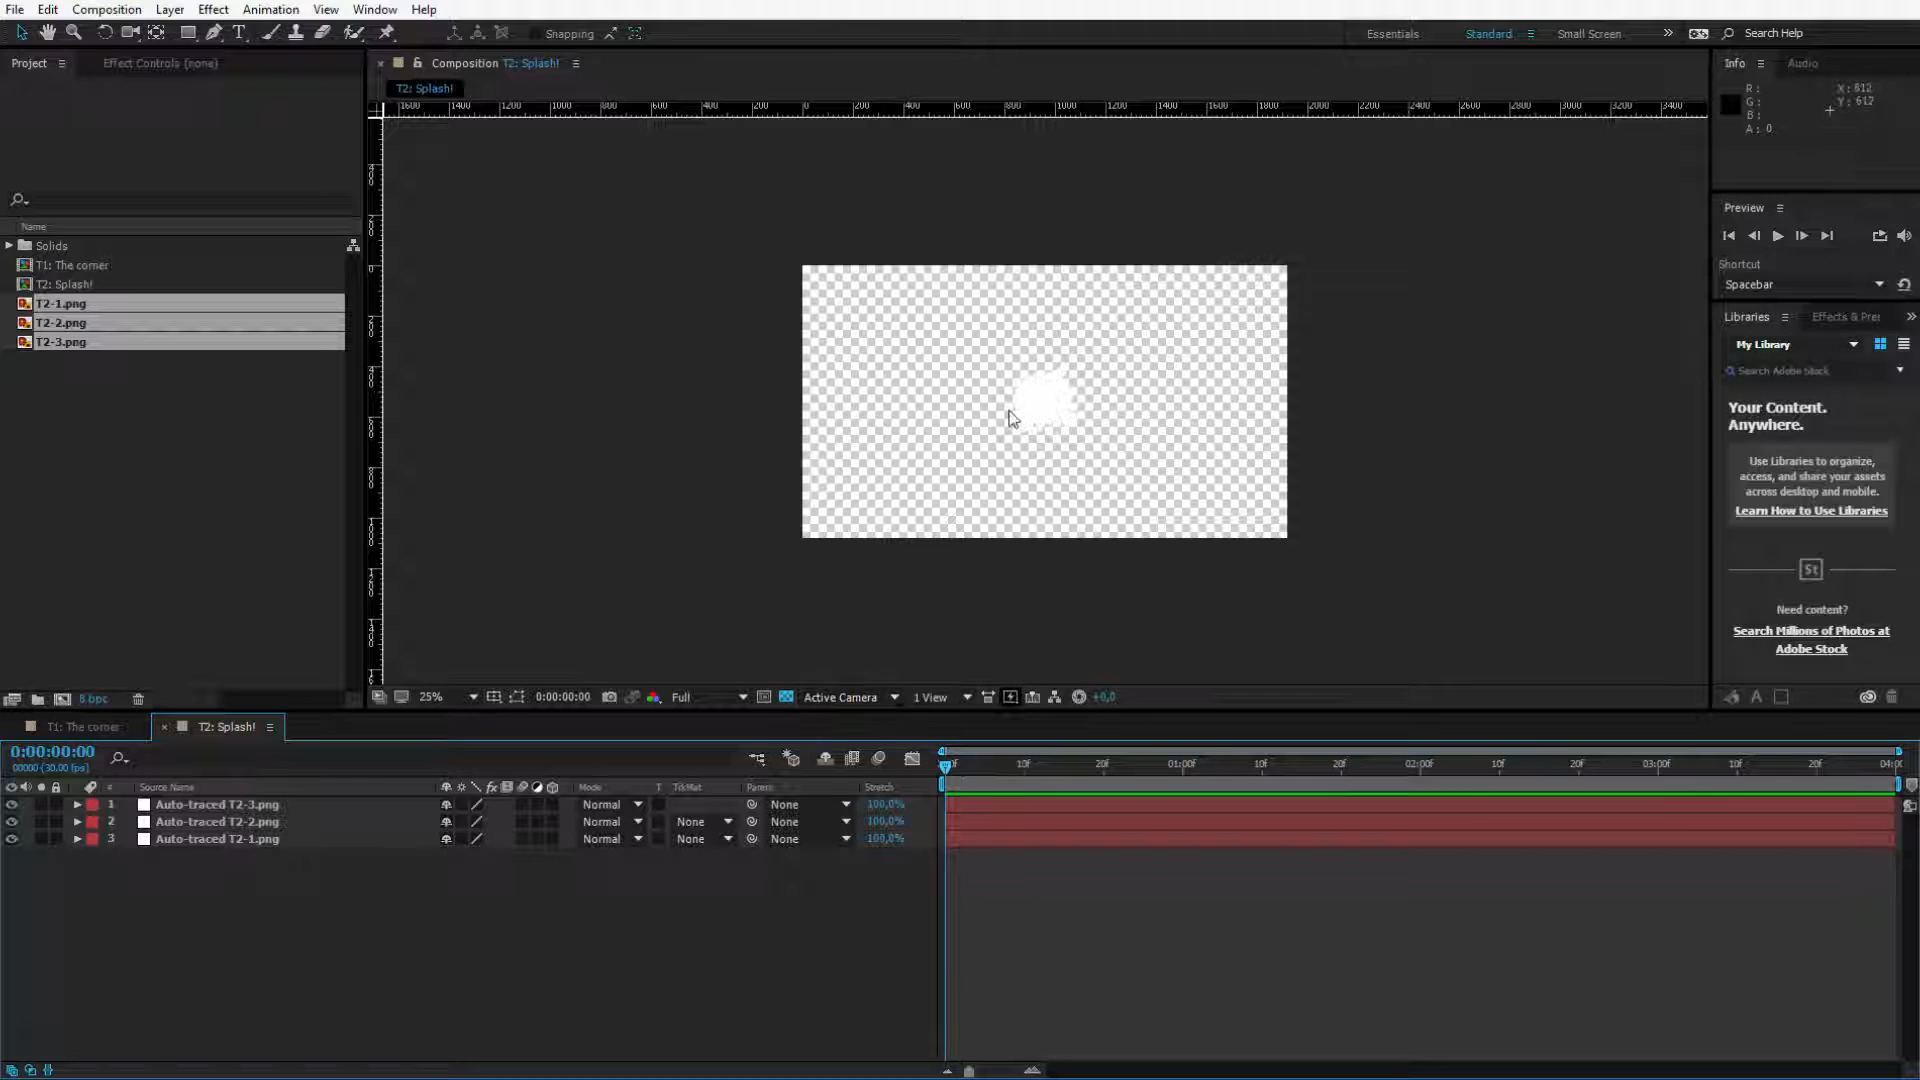 File Edit Composition Layer Effect Animation View Window Help
Snapping Essentials Standard Small Screen Search Help
Project Effect Controls (none)
Composition T2: Splash!
T2: Splash!
Info Audio
R: X: 812
G: Y: 612
B:
A: 0
Name
Solids
T1: The corner
T2: Splash!
T2-1.png
T2-2.png
T2-3.png
Preview
Shortcut
Spacebar
Libraries Effects & Pres
My Library
Search Adobe Stock
Your Content.
Anywhere.
Use Libraries to organize,
access, and share your assets
across desktop and mobile.
Learn How to Use Libraries
St
Need content?
Search Millions of Photos at
Adobe Stock
8 bpc
25% 0:00:00:00 Full Active Camera 1 View +0,0
T1: The corner T2: Splash!
0:00:00:00
00000 (30.00 fps)
10f 20f 01:00f 10f 20f 02:00f 10f 20f 03:00f 10f 20f
# Source Name Mode T TrkMat Parent Stretch
1 Auto-traced T2-3.png Normal None 100,0%
2 Auto-traced T2-2.png Normal None None 100,0%
3 Auto-traced T2-1.png Normal None None 100,0%